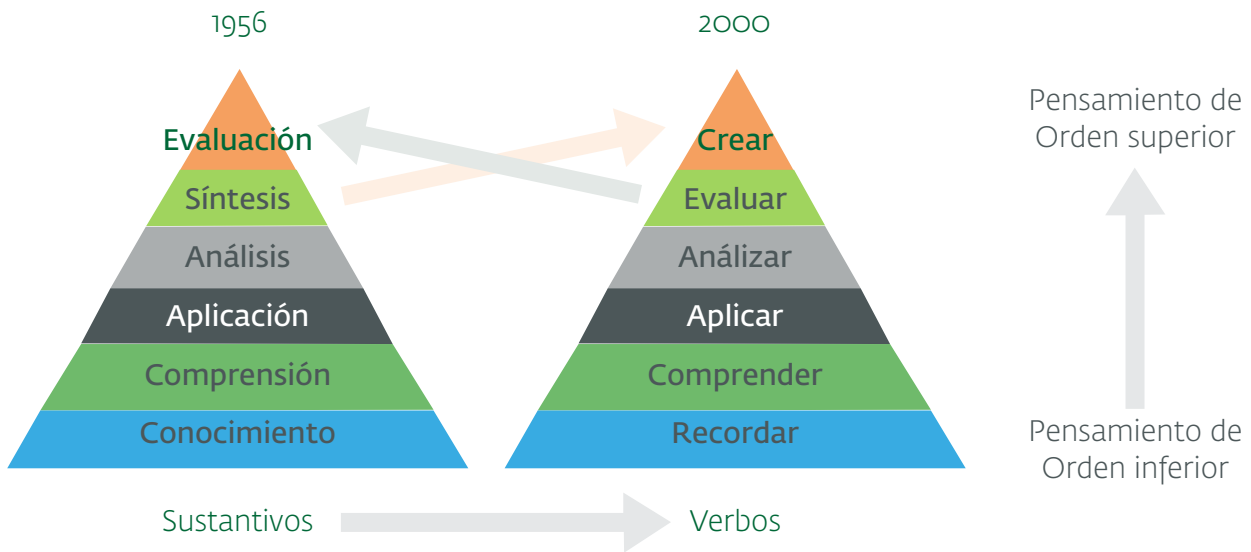 1956
Evaluación
Síntesis
Análisis
Aplicación
Comprensión
Conocimiento
Sustantivos
2000
Crear
Evaluar
Análizar
Aplicar
Comprender
Recordar
Verbos
Pensamiento de
Orden superior
Pensamiento de
Orden inferior